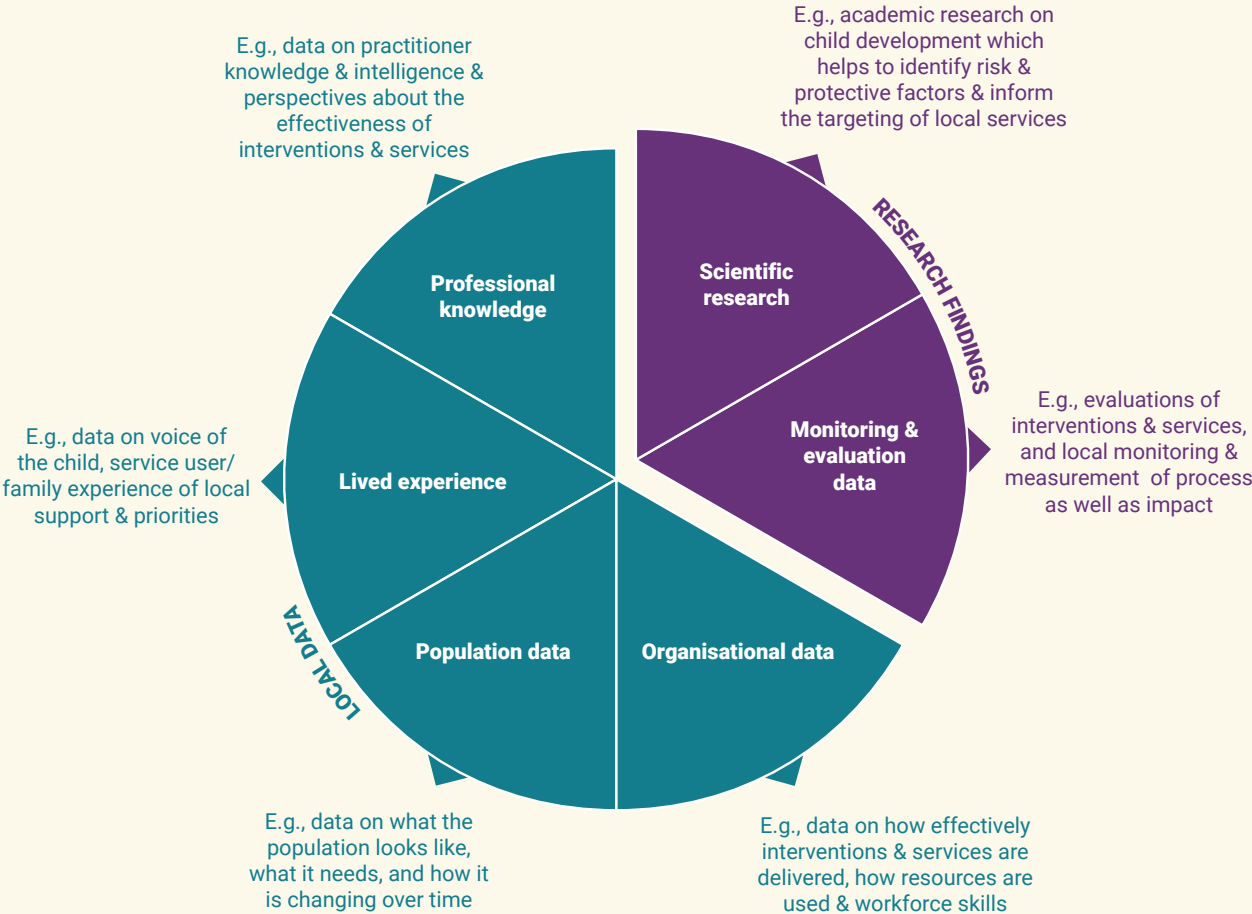 E.g., data on practitioner
knowledge & intelligence &
perspectives about the
effectiveness of
interventions & services
E.g., academic research on
child development which
helps to identify risk &
protective factors & inform
the targeting of local services
RESEARCH FINDINGS
Professional
knowledge
Scientific
research
E.g., data on voice of
the child, service user/
family experience of local
support & priorities
Lived experience
Monitoring &
evaluation
data
E.g., evaluations of
interventions & services,
and local monitoring &
measurement of process
as well as impact
LOCAL DATA
Population data
Organisational data
E.g., data on what the
population looks like,
what it needs, and how it
is changing over time
E.g., data on how effectively
interventions & services are
delivered, how resources are
used & workforce skills